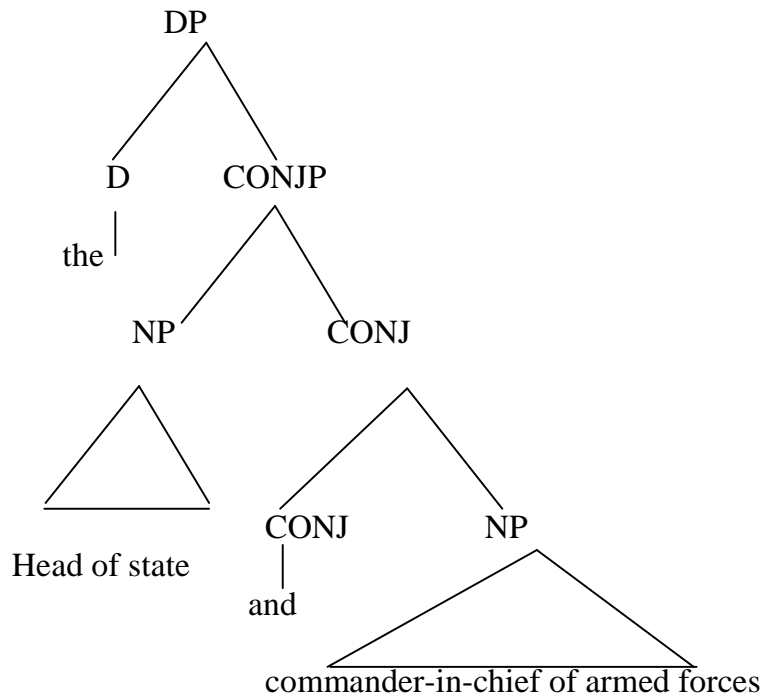 DP
D CONJP
the
NP CONJ
CONJ NP
Head of state
and
commander-in-chief of armed forces